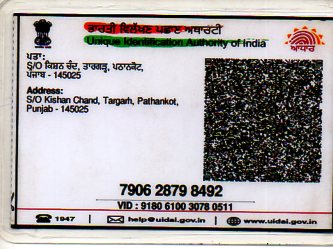 ਭਾਰਤੀ ਵਿਲੱਖਣ ਪਛਾਣ ਅਥਾਰਟੀ
Unique Identification Authority of India
ਆਧਾਰ
ਪਤਾ:
S/O ਕਿਸ਼ਨ ਚੰਦ, ਤਾਰਗੜ੍ਹ, ਪਠਾਨਕੋਟ,
ਪੰਜਾਬ - 145025
Address:
S/O Kishan Chand, Targarh, Pathankot,
Punjab - 145025
7906 2879 8492
VID : 9180 6100 3078 0511
1947 | help@uidai.gov.in | www.uidai.gov.in